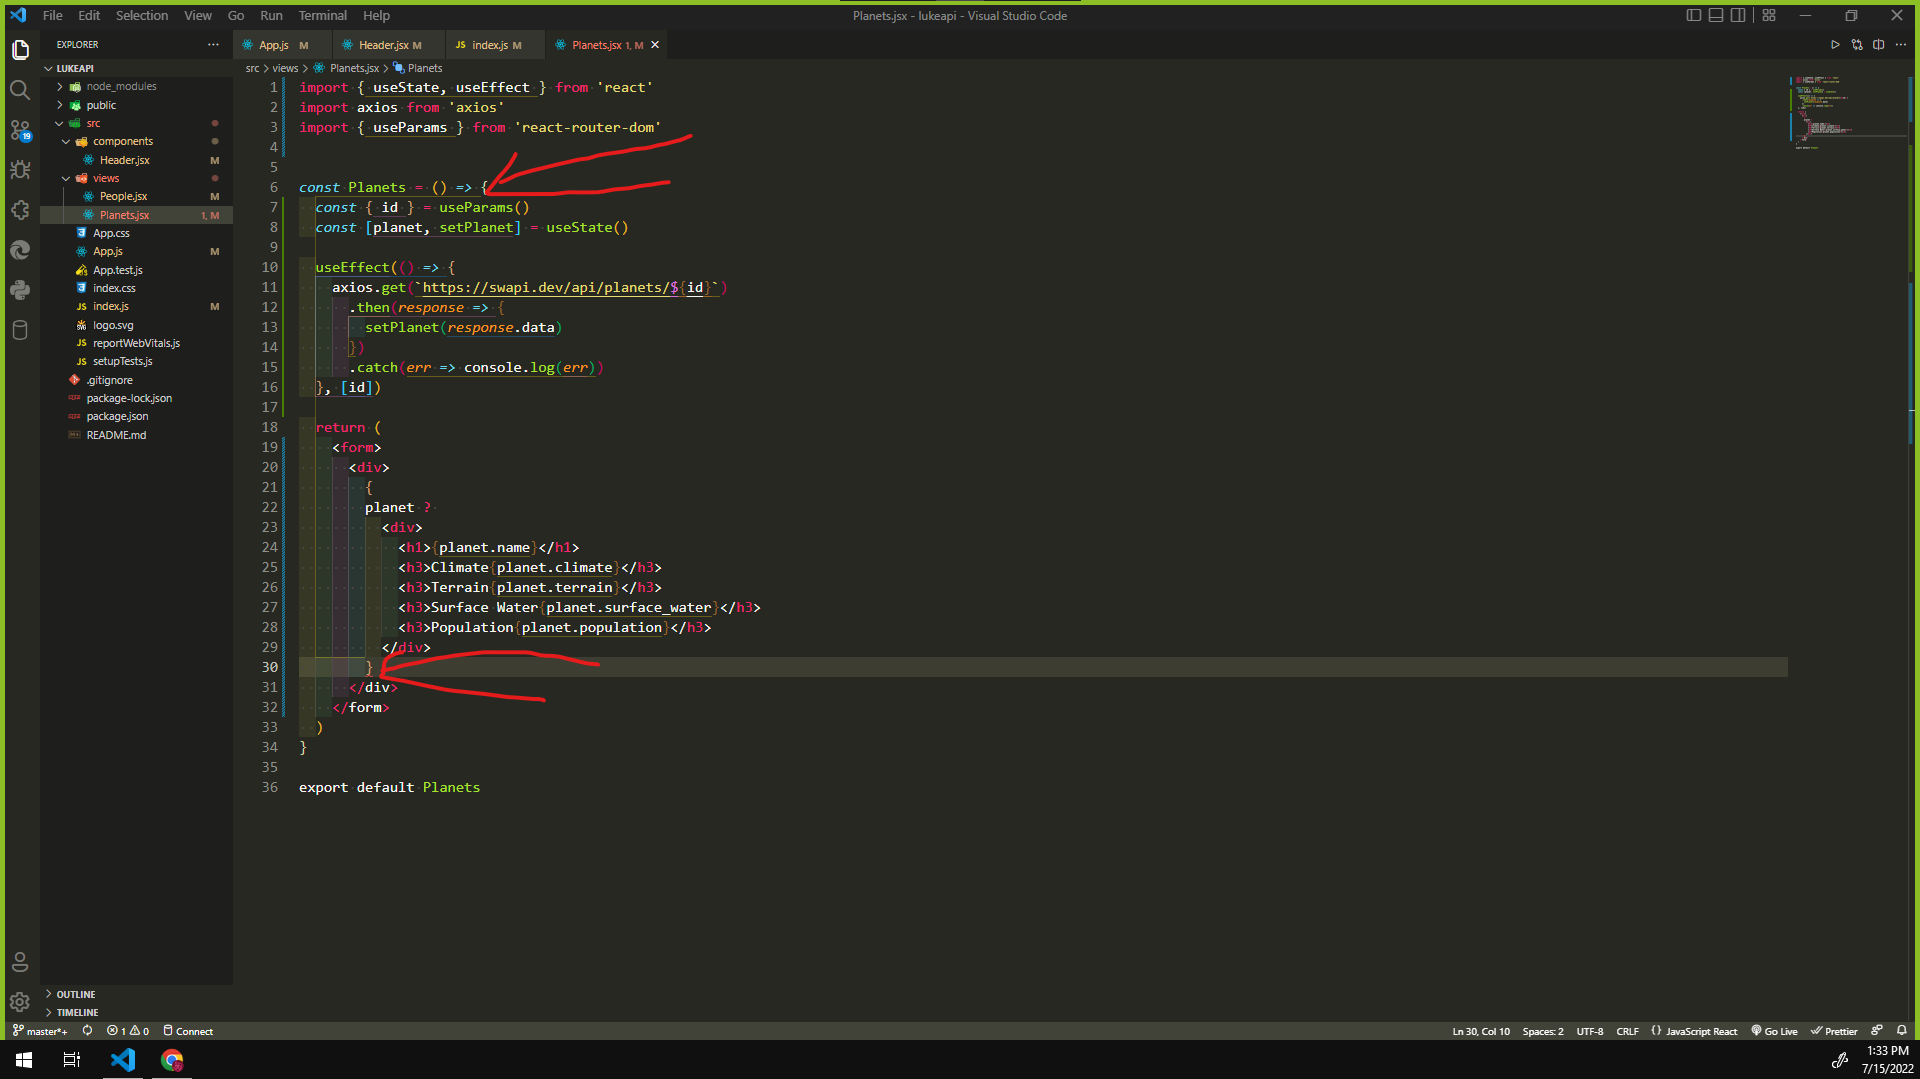 File Edit Selection View Go Run Terminal Help
Planets.jsx - lukeapi - Visual Studio Code
EXPLORER
App.js M
Header.jsx M
JS index.js M
Planets.jsx 1, M
LUKEAPI
node_modules
public
src
components
Header.jsx M
views
People.jsx M
Planets.jsx 1, M
App.css
App.js M
App.test.js
index.css
JS index.js M
logo.svg
JS reportWebVitals.js
JS setupTests.js
.gitignore
package-lock.json
package.json
README.md
OUTLINE
TIMELINE
src > views > Planets.jsx > Planets
1 import { useState, useEffect } from 'react'
2 import axios from 'axios'
3 import { useParams } from 'react-router-dom'
4
5
6 const Planets = () => {
7 const { id } = useParams()
8 const [planet, setPlanet] = useState()
9
10 useEffect(() => {
11 axios.get(`https://swapi.dev/api/planets/${id}`)
12 .then(response => {
13 setPlanet(response.data)
14 })
15 .catch(err => console.log(err))
16 }, [id])
17
18 return (
19 <form>
20 <div>
21 {
22 planet ?
23 <div>
24 <h1>{planet.name}</h1>
25 <h3>Climate{planet.climate}</h3>
26 <h3>Terrain{planet.terrain}</h3>
27 <h3>Surface Water{planet.surface_water}</h3>
28 <h3>Population{planet.population}</h3>
29 </div>
30 }
31 </div>
32 </form>
33 )
34 }
35
36 export default Planets
19
master*+ 1 0 Connect
Ln 30, Col 10 Spaces: 2 UTF-8 CRLF {} JavaScript React Go Live Prettier
1:33 PM
7/15/2022